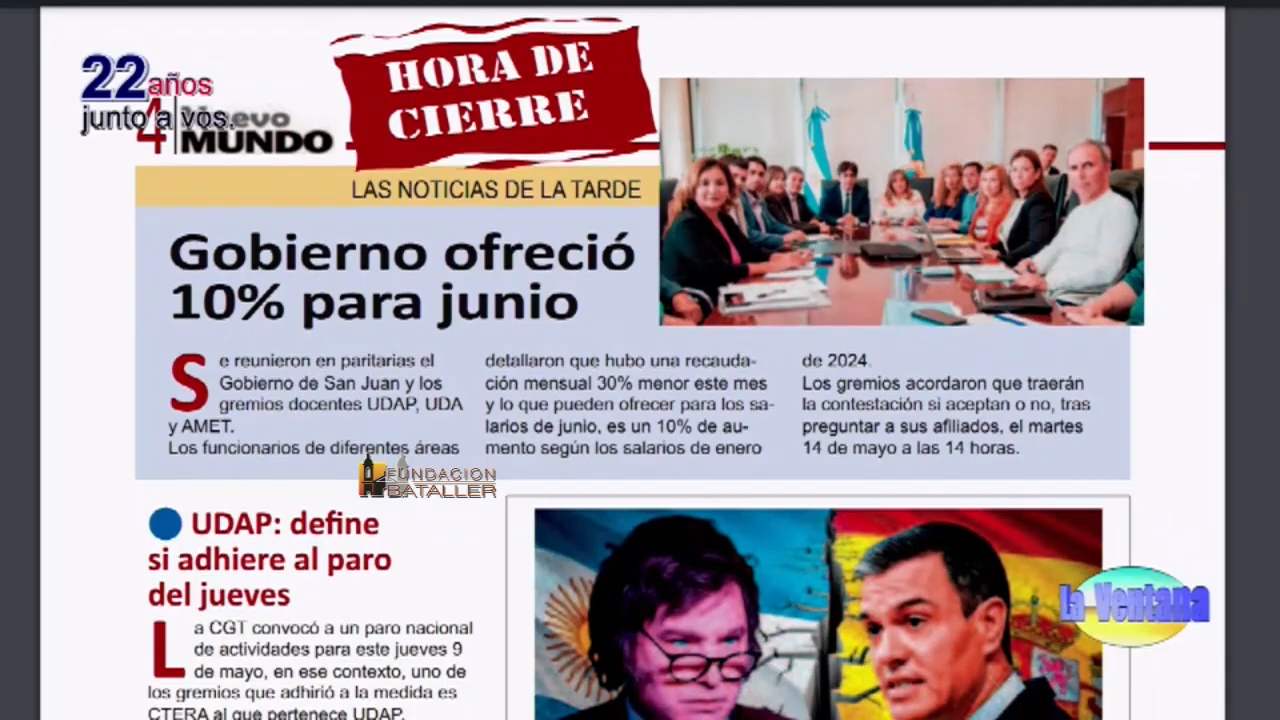 22 años
junto a vos.
4
Nuevo
MUNDO
HORA DE
CIERRE
LAS NOTICIAS DE LA TARDE
Gobierno ofreció
10% para junio
Se reunieron en paritarias el
Gobierno de San Juan y los
gremios docentes UDAP, UDA
y AMET.
Los funcionarios de diferentes áreas
detallaron que hubo una recauda-
ción mensual 30% menor este mes
y lo que pueden ofrecer para los sa-
larios de junio, es un 10% de au-
mento según los salarios de enero
de 2024.
Los gremios acordaron que traerán
la contestación si aceptan o no, tras
preguntar a sus afiliados, el martes
14 de mayo a las 14 horas.
FUNDACION
BATALLER
UDAP: define
si adhiere al paro
del jueves
La CGT convocó a un paro nacional
de actividades para este jueves 9
de mayo, en ese contexto, uno de
los gremios que adhirió a la medida es
CTERA al que pertenece UDAP.
la Ventana